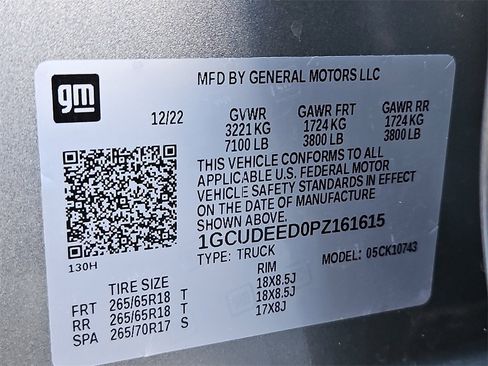 gm
MFD BY GENERAL MOTORS LLC
12/22 GVWR GAWR FRT GAWR RR
3221 KG 1724 KG 1724 KG
7100 LB 3800 LB 3800 LB
THIS VEHICLE CONFORMS TO ALL
APPLICABLE U.S. FEDERAL MOTOR
VEHICLE SAFETY STANDARDS IN EFFECT
ON THE DATE OF MANUFACTURE
SHOWN ABOVE.
1GCUDEED0PZ161615
130H TYPE: TRUCK MODEL: 05CK10743
TIRE SIZE RIM
FRT 265/65R18 T 18X8.5J
RR 265/65R18 T 18X8.5J
SPA 265/70R17 S 17X8J